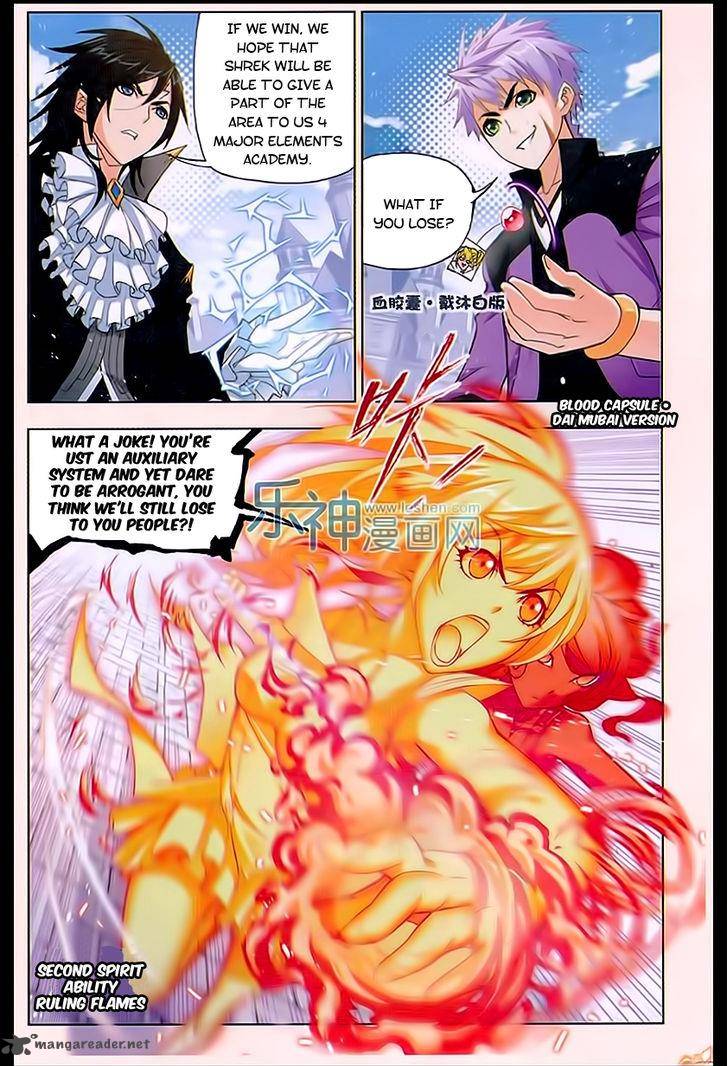 IF WE WIN, WE
HOPE THAT
SHREK WILL BE
ABLE TO GIVE A
PART OF THE
AREA TO US 4
MAJOR ELEMENTS
ACADEMY.
WHAT IF
YOU LOSE?
血胶囊·戴沐白版
BLOOD CAPSULE •
DAI MUBAI VERSION
咔
WHAT A JOKE! YOU'RE
UST AN AUXILIARY
SYSTEM AND YET DARE
TO BE ARROGANT, YOU
THINK WE'LL STILL LOSE
TO YOU PEOPLE?!
乐神漫画网
www.leshen.com
SECOND SPIRIT
ABILITY
RULING FLAMES
mangareader.net